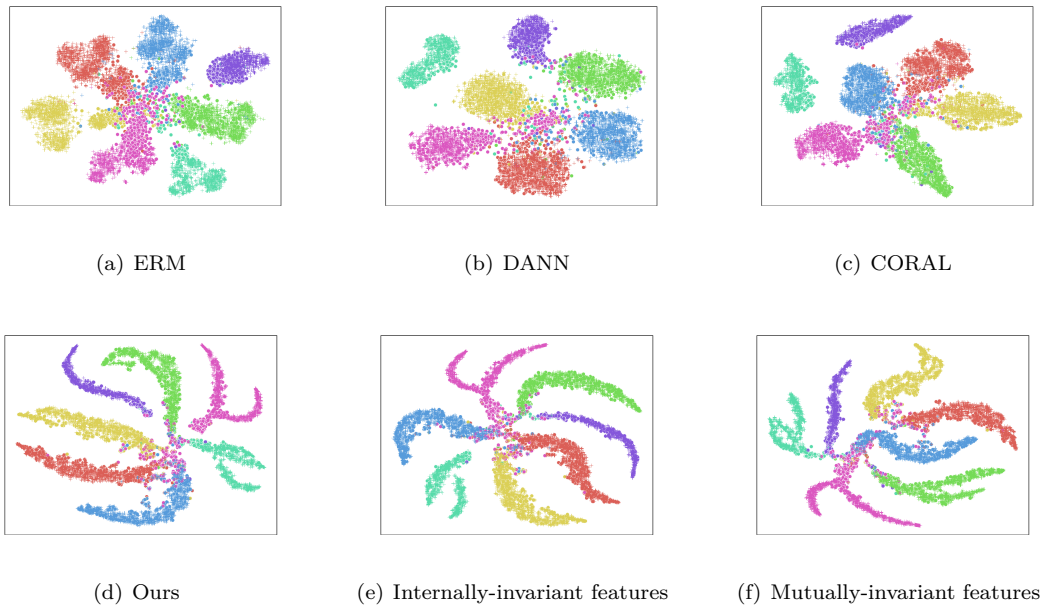 (a) ERM
(b) DANN
(c) CORAL
(d) Ours
(e) Internally-invariant features
(f) Mutually-invariant features